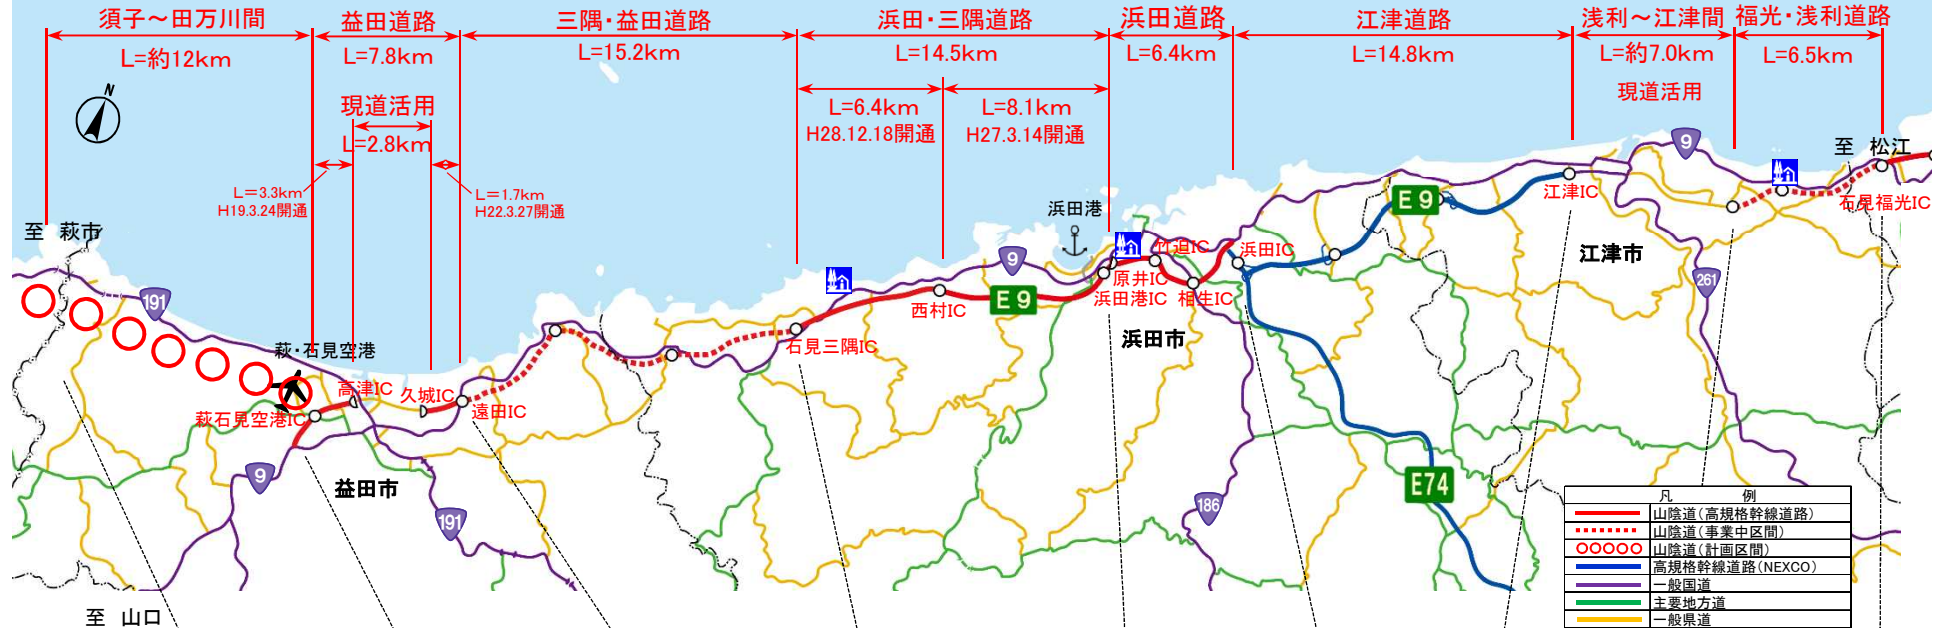 須子～田万川間
L=約12km
益田道路
L=7.8km
三隅・益田道路
L=15.2km
浜田・三隅道路
L=14.5km
浜田道路
L=6.4km
江津道路
L=14.8km
浅利～江津間
L=約7.0km
現道活用
福光・浅利道路
L=6.5km
N
現道活用
L=2.8km
L=6.4km
H28.12.18開通
L=8.1km
H27.3.14開通
L=3.3km
H19.3.24開通
L=1.7km
H22.3.27開通
至 萩市
至 松江
浜田港
9
9
191
E9
E9
江津IC
石見福光IC
浜田IC
竹迫IC
原井IC
浜田港IC
相生IC
西村IC
石見三隅IC
江津市
浜田市
261
萩・石見空港
高津IC
久城IC
遠田IC
萩石見空港IC
9
益田市
191
186
E74
至 山口
凡 例
山陰道(高規格幹線道路)
山陰道(事業中区間)
山陰道(計画区間)
高規格幹線道路(NEXCO)
一般国道
主要地方道
一般県道